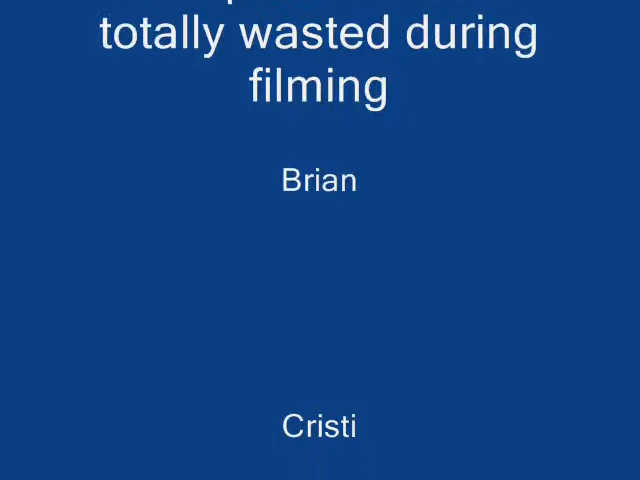 totally wasted during
filming
Brian
Cristi